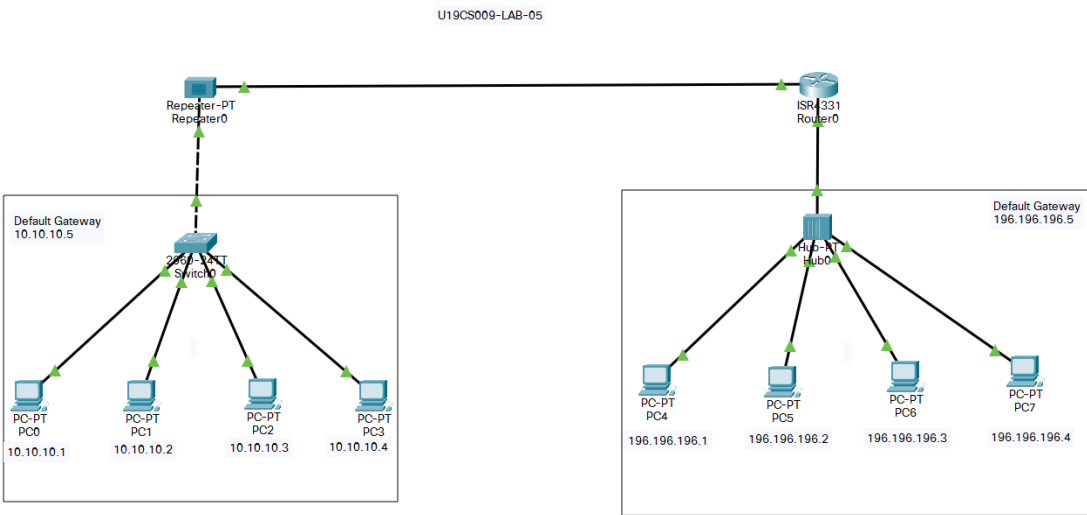 U19CS009-LAB-05
Repeater-PT
Repeater0
ISR4331
Router0
Default Gateway
10.10.10.5
2960-24TT
Switch0
PC-PT
PC0
10.10.10.1
PC-PT
PC1
10.10.10.2
PC-PT
PC2
10.10.10.3
PC-PT
PC3
10.10.10.4
Default Gateway
196.196.196.5
Hub-PT
Hub0
PC-PT
PC4
196.196.196.1
PC-PT
PC5
196.196.196.2
PC-PT
PC6
196.196.196.3
PC-PT
PC7
196.196.196.4